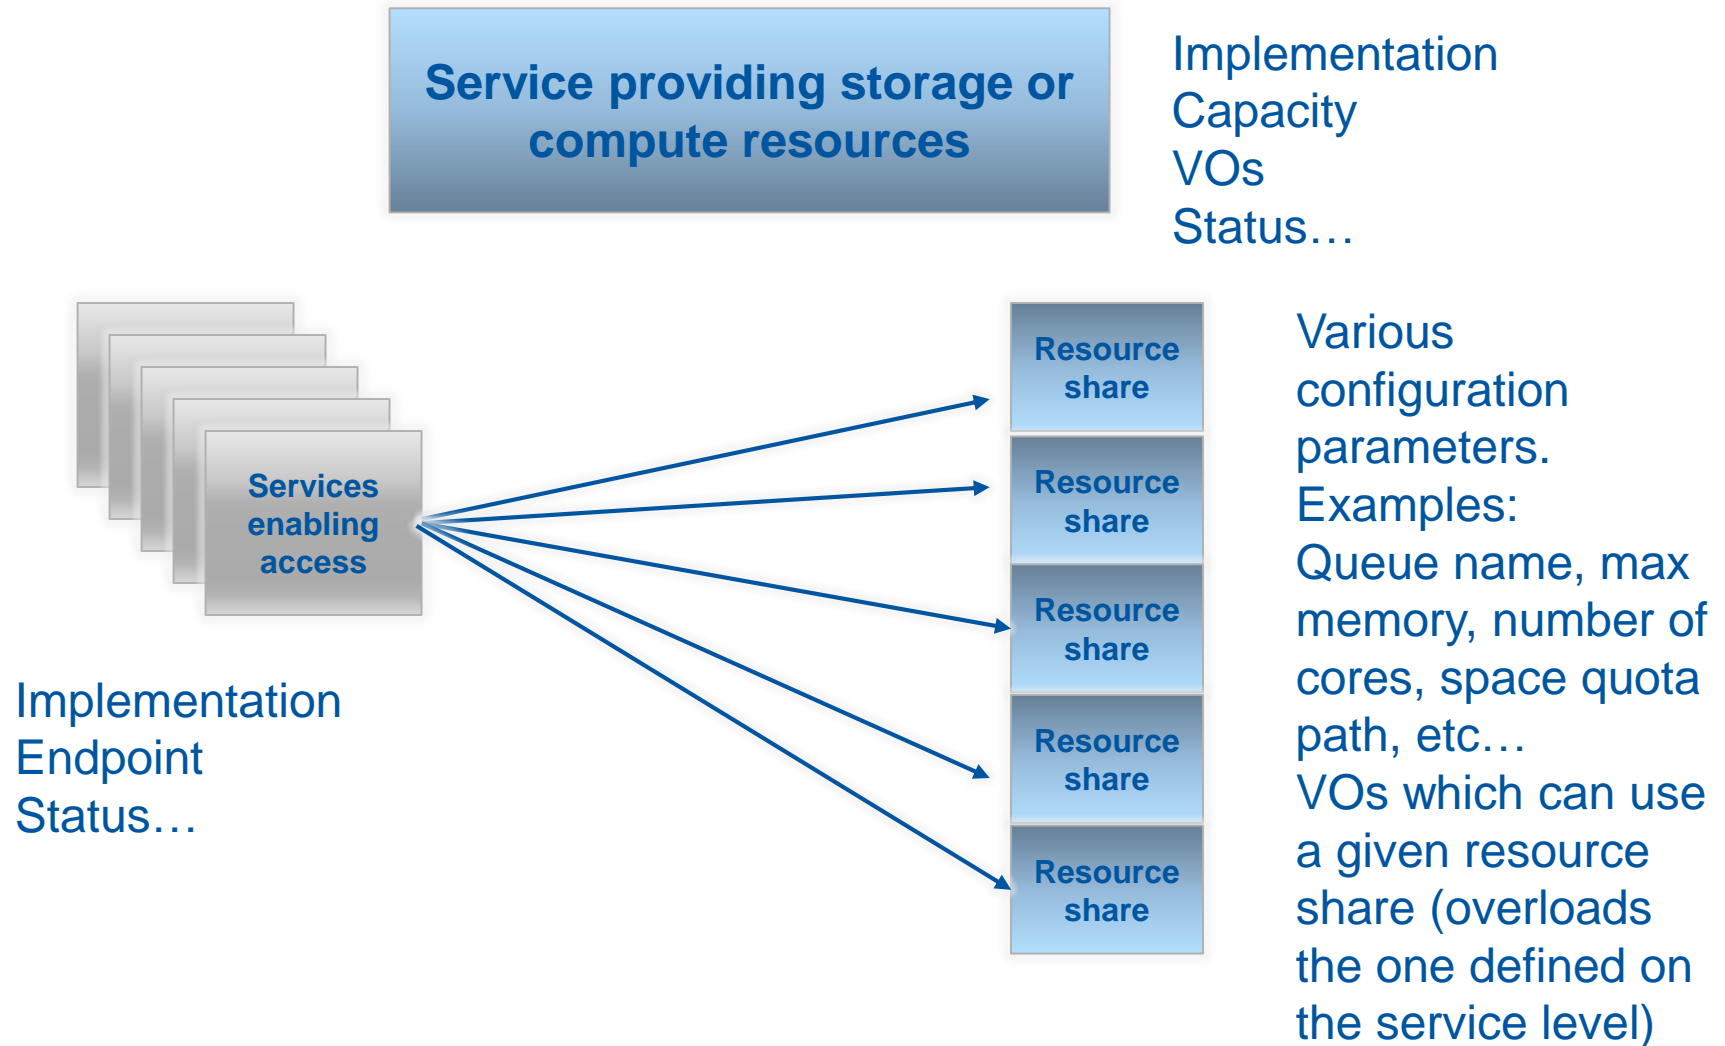 Service providing storage or
compute resources
Implementation
Capacity
VOs
Status…
Services
enabling
access
Implementation
Endpoint
Status…
Resource
share
Resource
share
Resource
share
Resource
share
Resource
share
Various
configuration
parameters.
Examples:
Queue name, max
memory, number of
cores, space quota
path, etc…
VOs which can use
a given resource
share (overloads
the one defined on
the service level)